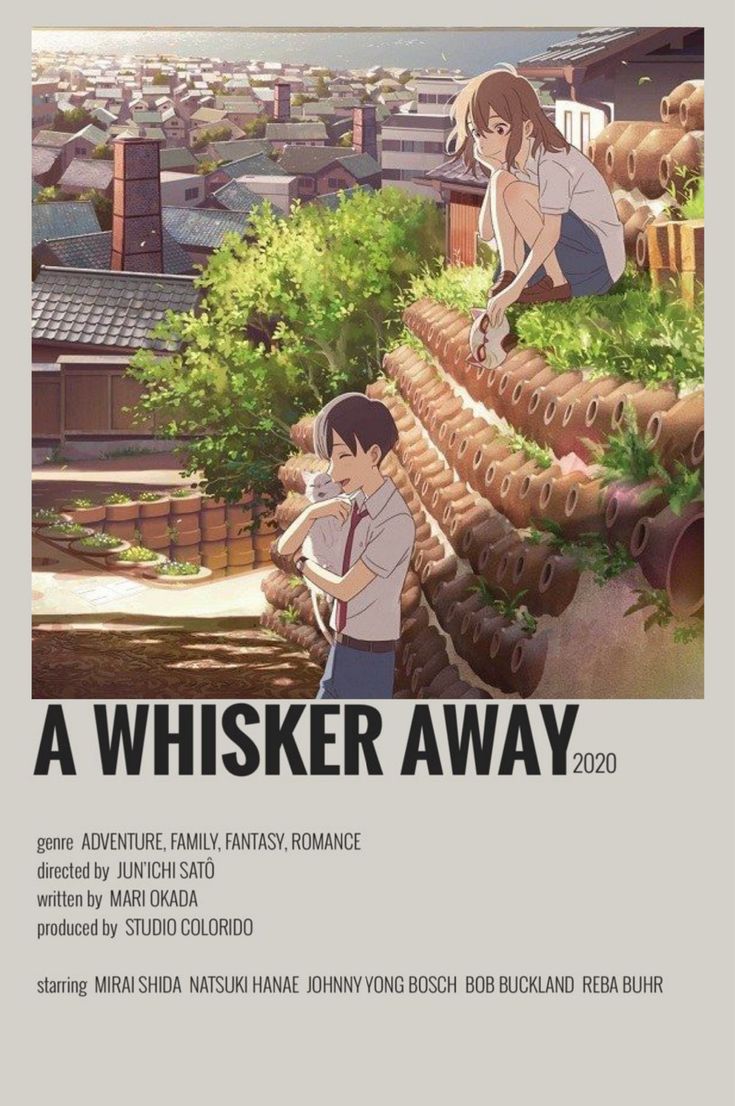 A WHISKER AWAY 2020
genre ADVENTURE, FAMILY, FANTASY, ROMANCE
directed by JUN'ICHI SATÔ
written by MARI OKADA
produced by STUDIO COLORIDO
starring MIRAI SHIDA NATSUKI HANAE JOHNNY YONG BOSCH BOB BUCKLAND REBA BUHR